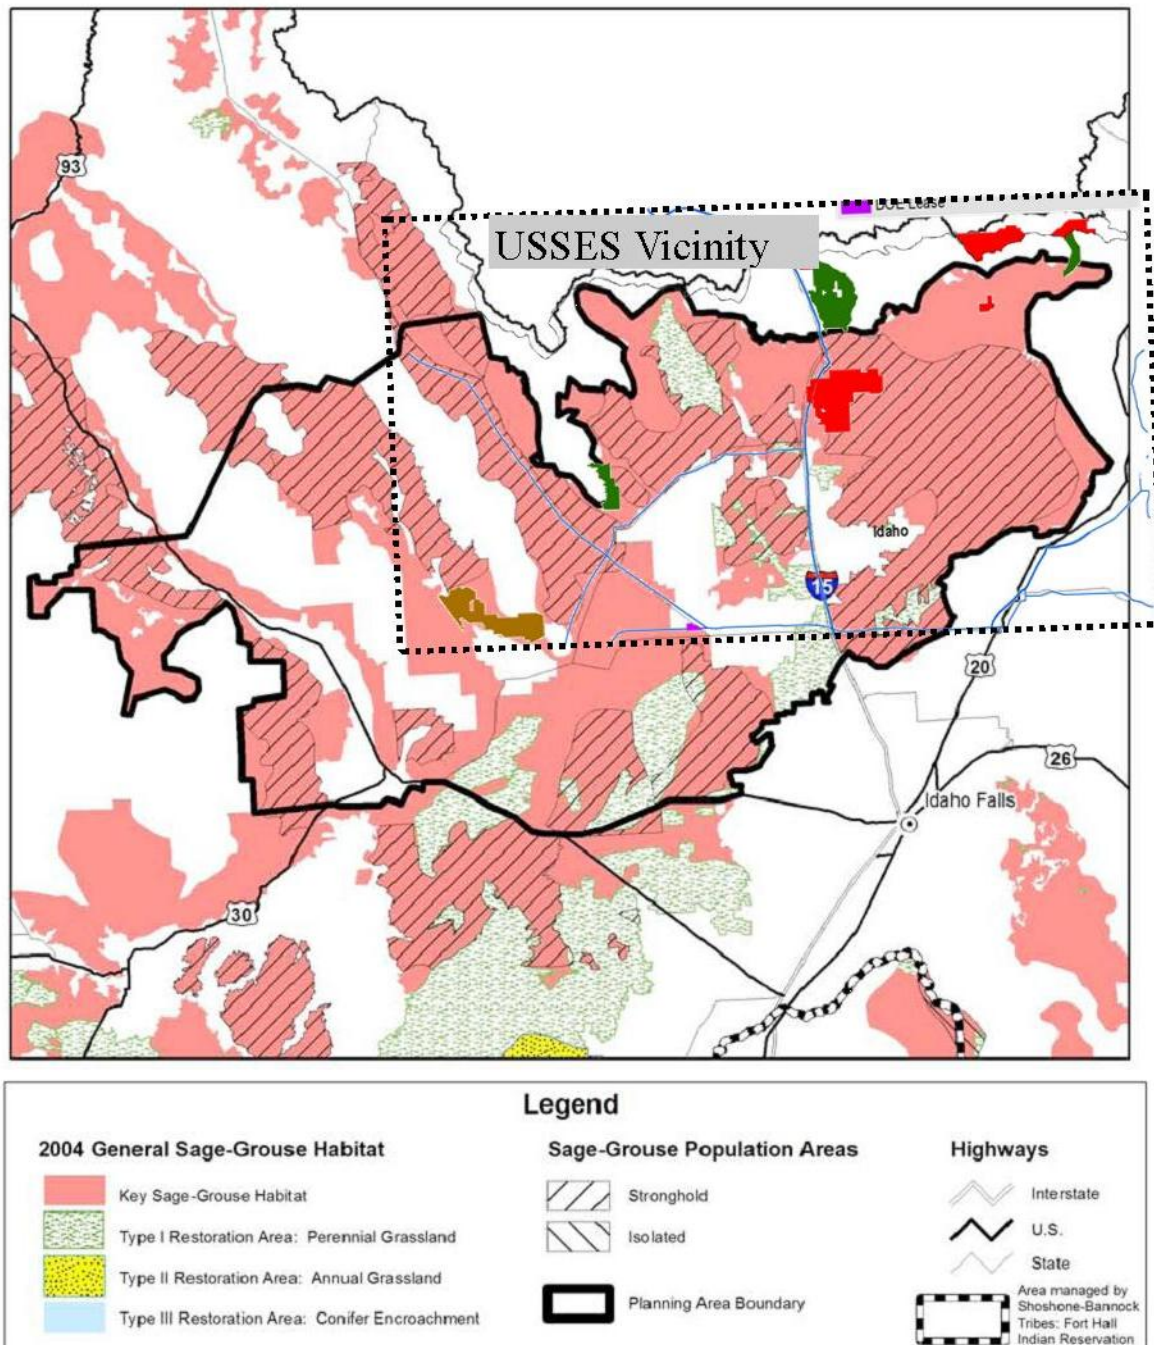 93
DOE Lease
USSES Vicinity
Idaho
15
20
26
Idaho Falls
30
Legend
2004 General Sage-Grouse Habitat
Key Sage-Grouse Habitat
Type I Restoration Area: Perennial Grassland
Type II Restoration Area: Annual Grassland
Type III Restoration Area: Conifer Encroachment
Sage-Grouse Population Areas
Stronghold
Isolated
Planning Area Boundary
Highways
Interstate
U.S.
State
Area managed by
Shoshone-Bannock
Tribes: Fort Hall
Indian Reservation